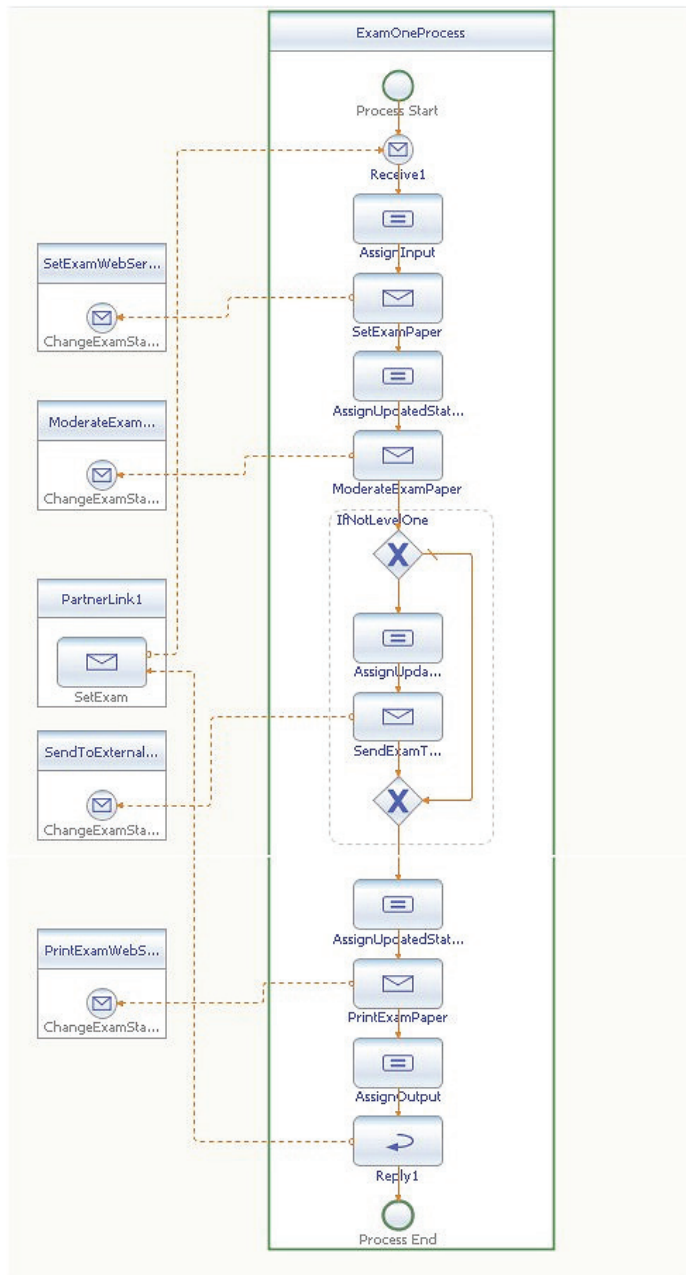 ExamOneProcess
Process Start
Receive1
AssignInput
SetExamWebSer...
ChangeExamSta...
SetExamPaper
AssignUpdatedStat...
ModerateExam...
ChangeExamSta...
ModerateExamPaper
IfNotLevelOne
PartnerLink1
SetExam
AssignUpda...
SendExamT...
SendToExternal...
ChangeExamSta...
AssignUpdatedStat...
PrintExamWebS...
ChangeExamSta...
PrintExamPaper
AssignOutput
Reply1
Process End